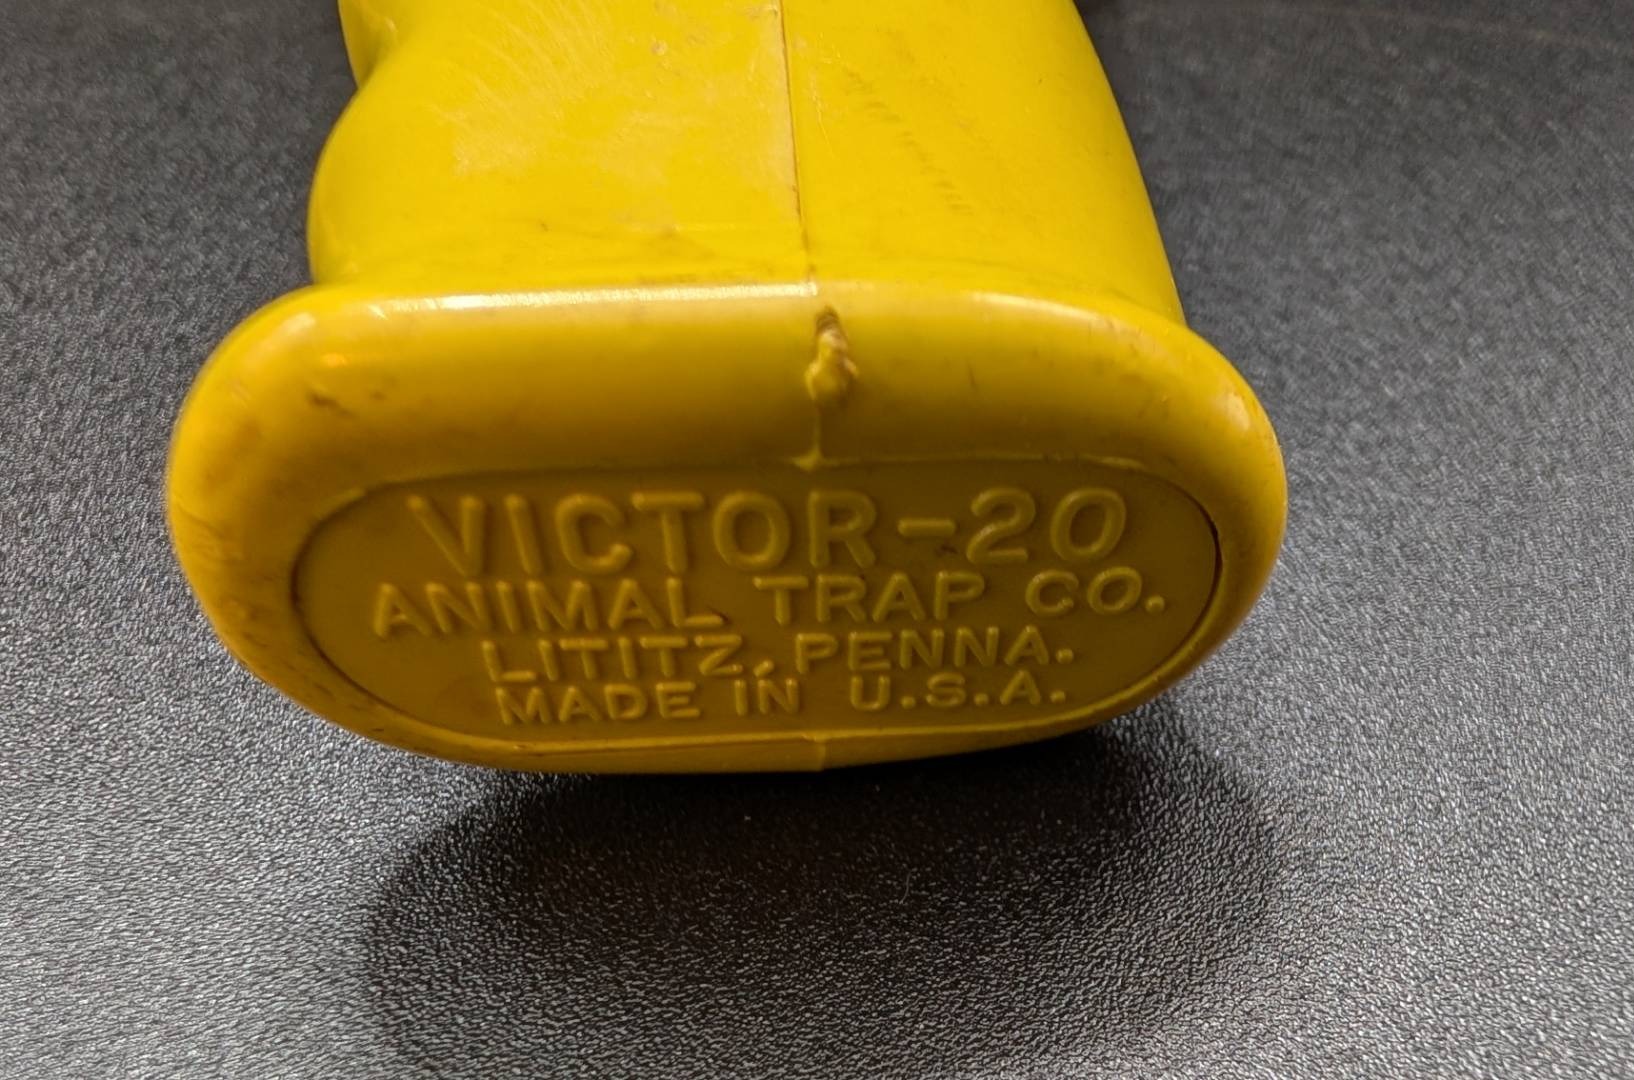 VICTOR-20
ANIMAL TRAP CO.
LITITZ, PENNA.
MADE IN U.S.A.